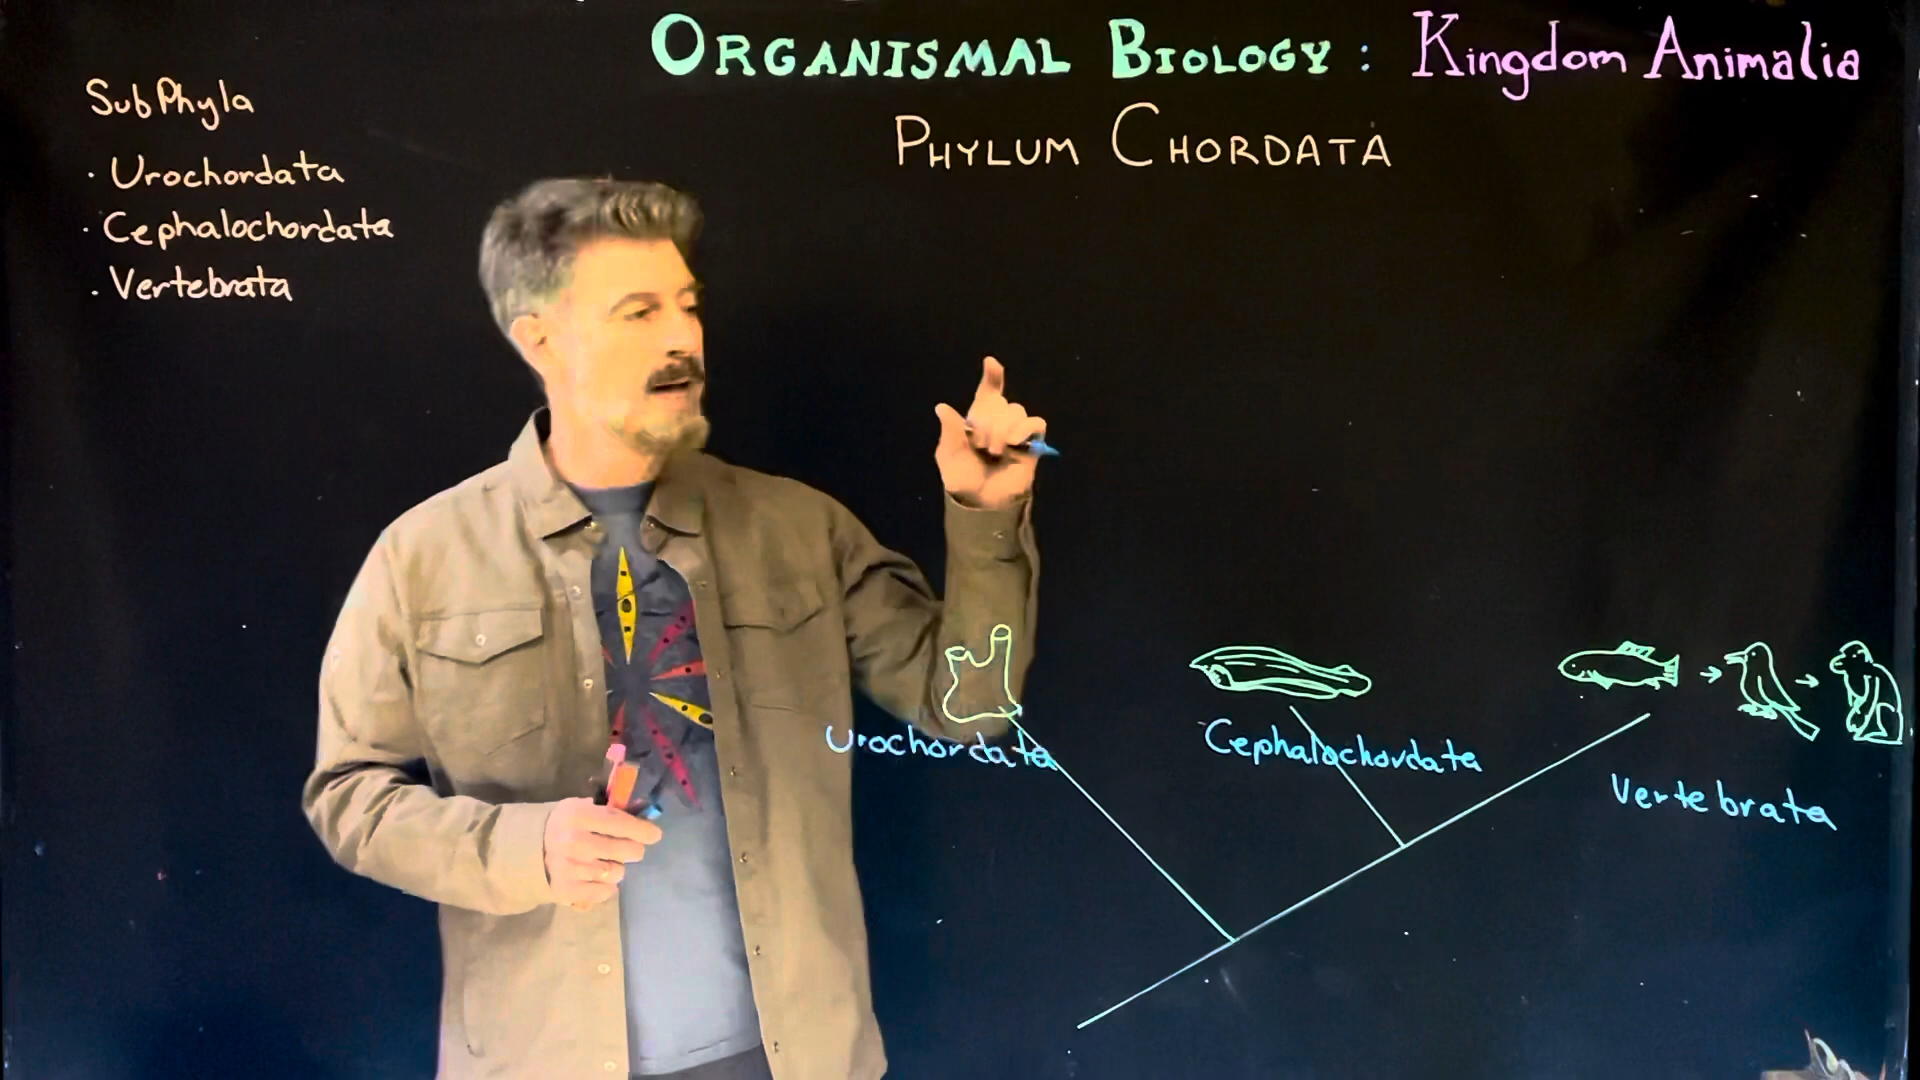 ORGANISMAL BIOLOGY: Kingdom Animalia
PHYLUM CHORDATA
SubPhyla
· Urochordata
· Cephalochordata
· Vertebrata
Urochordata
Cephalochordata
Vertebrata